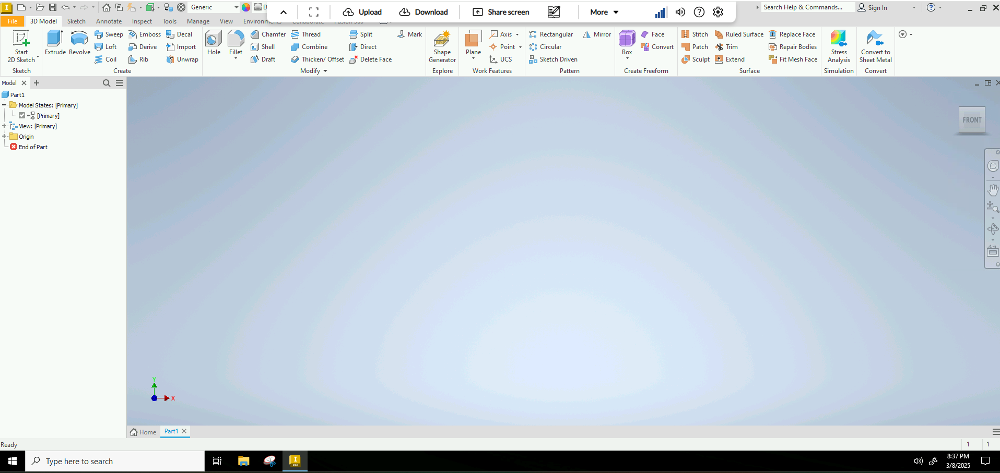 Generic
D
Upload
Download
Share screen
More
Search Help & Commands...
Sign In
File
3D Model
Sketch
Annotate
Inspect
Tools
Manage
View
Start
2D Sketch
Sketch
Extrude
Revolve
Sweep
Loft
Coil
Emboss
Derive
Rib
Decal
Import
Unwrap
Create
Hole
Fillet
Chamfer
Shell
Draft
Thread
Combine
Thicken/ Offset
Split
Direct
Delete Face
Mark
Modify
Shape
Generator
Explore
Plane
Axis
Point
UCS
Work Features
Rectangular
Circular
Sketch Driven
Mirror
Pattern
Box
Face
Convert
Create Freeform
Stitch
Patch
Sculpt
Ruled Surface
Trim
Extend
Replace Face
Repair Bodies
Fit Mesh Face
Surface
Stress
Analysis
Simulation
Convert to
Sheet Metal
Convert
Model
Part1
Model States: [Primary]
[Primary]
View: [Primary]
Origin
End of Part
FRONT
Y
X
Home
Part1
Ready
1
1
Type here to search
I
PRO
8:37 PM
3/8/2025